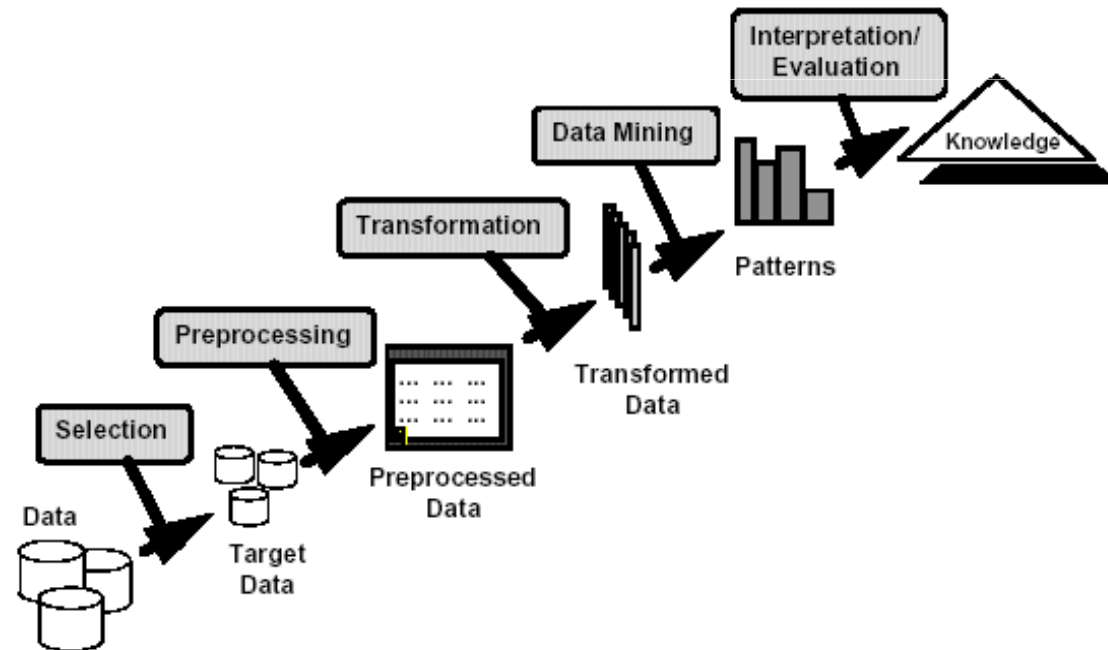 Interpretation/
Evaluation
Knowledge
Data Mining
Patterns
Transformation
Transformed
Data
Preprocessing
Preprocessed
Data
Selection
Target
Data
Data